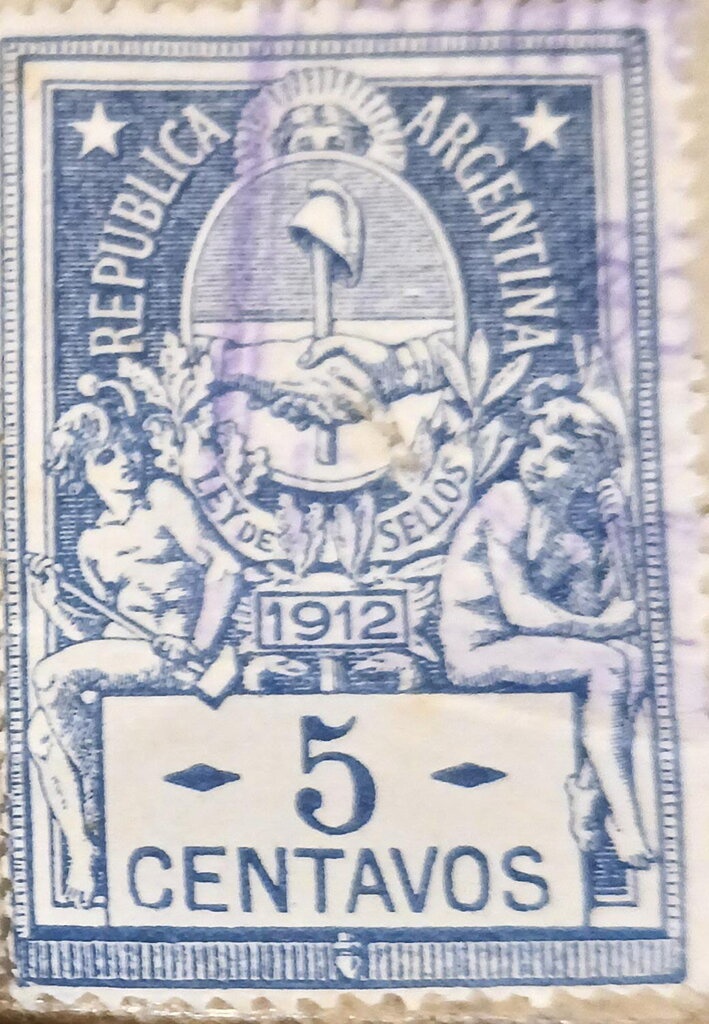 REPUBLICA ARGENTINA
LEY DE SELLOS
1912
5
CENTAVOS